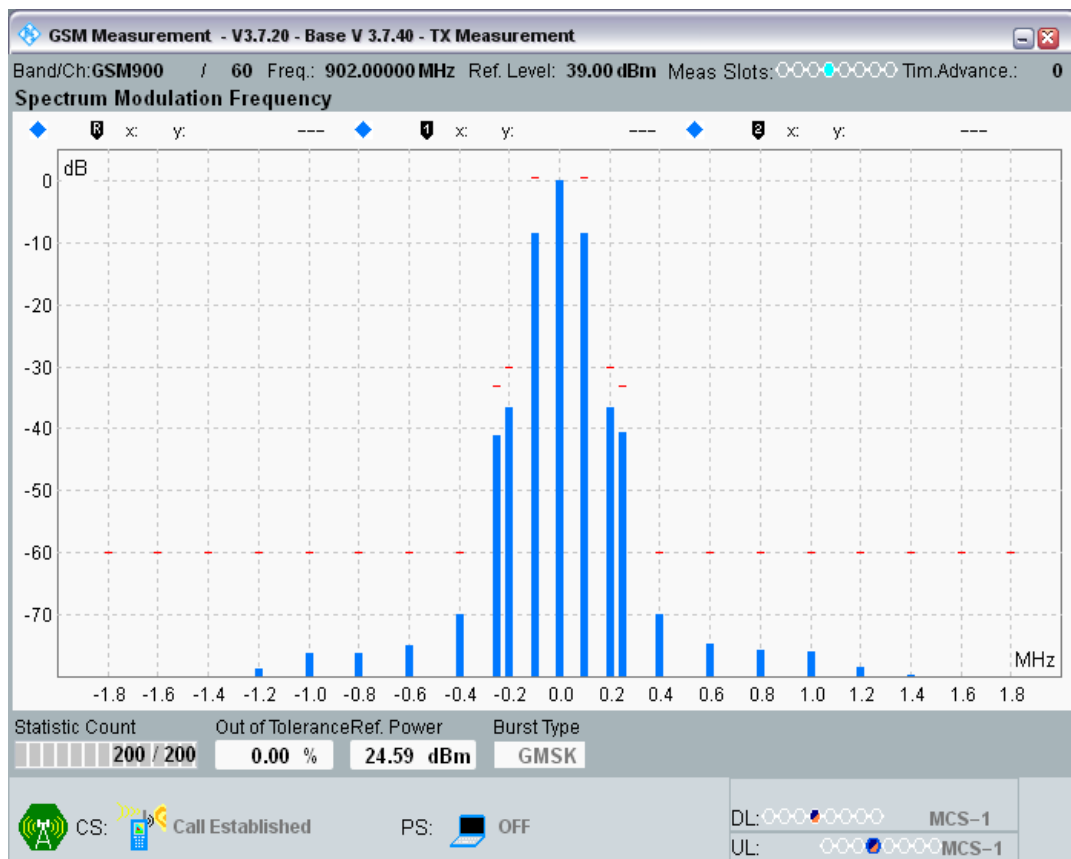 GSM Measurement - V3.7.20 - Base V 3.7.40 - TX Measurement
Band/Ch:GSM900 / 60 Freq.: 902.00000 MHz Ref. Level: 39.00 dBm Meas Slots: Tim.Advance.: 0
Spectrum Modulation Frequency
R x: y: --- 1 x: y: --- 2 x: y: ---
dB
0
-10
-20
-30
-40
-50
-60
-70
MHz
-1.8 -1.6 -1.4 -1.2 -1.0 -0.8 -0.6 -0.4 -0.2 0.0 0.2 0.4 0.6 0.8 1.0 1.2 1.4 1.6 1.8
Statistic Count Out of Tolerance Ref. Power Burst Type
200 / 200 0.00 % 24.59 dBm GMSK
CS: Call Established PS: OFF
DL: MCS-1
UL: MCS-1